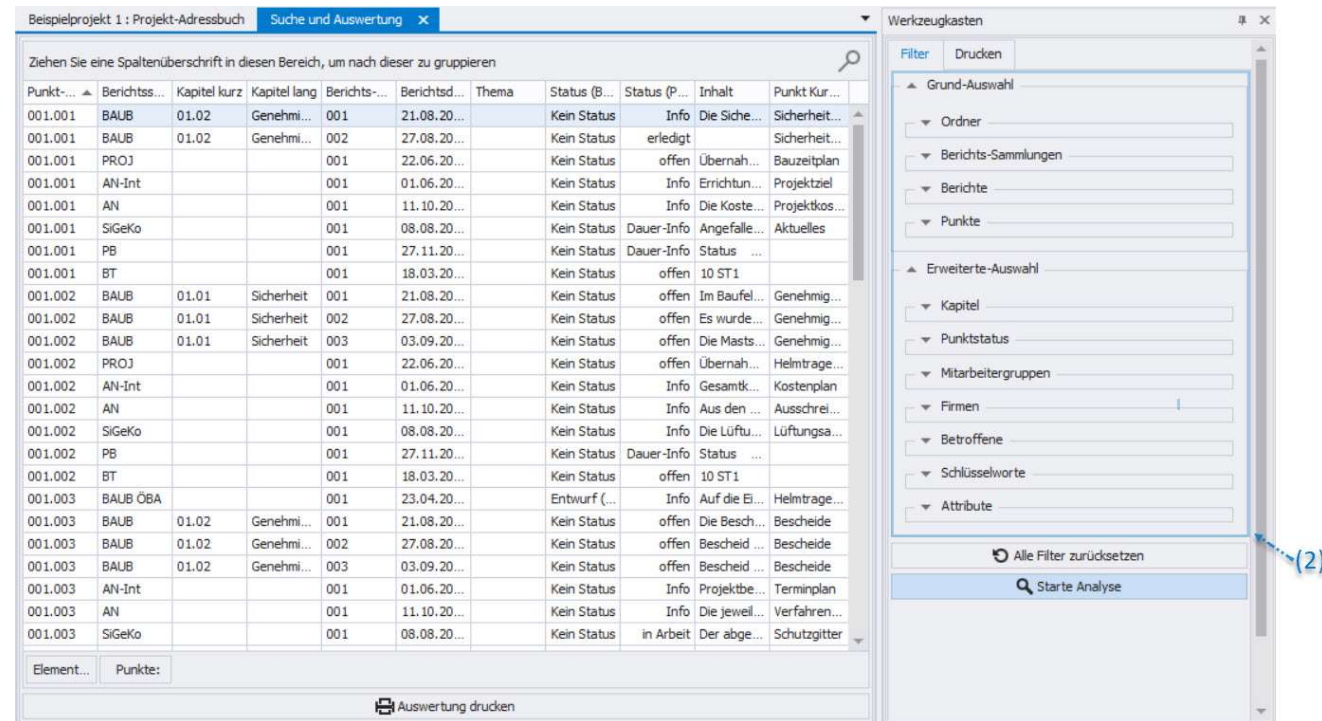 Beispielprojekt 1 : Projekt-Adressbuch Suche und Auswertung
Ziehen Sie eine Spaltenüberschrift in diesen Bereich, um nach dieser zu gruppieren
Punkt-... Berichtss... Kapitel kurz Kapitel lang Berichts-... Berichtsd... Thema Status (B... Status (P... Inhalt Punkt Kur...
001.001 BAUB 01.02 Genehmi... 001 21.08.20... Kein Status Info Die Siche... Sicherheit...
001.001 BAUB 01.02 Genehmi... 002 27.08.20... Kein Status erledigt Sicherheit...
001.001 PROJ 001 22.06.20... Kein Status offen Übernah... Bauzeitplan
001.001 AN-Int 001 01.06.20... Kein Status Info Errichtun... Projektziel
001.001 AN 001 11.10.20... Kein Status Info Die Koste... Projektkos...
001.001 SiGeKo 001 08.08.20... Kein Status Dauer-Info Angefalle... Aktuelles
001.001 PB 001 27.11.20... Kein Status Dauer-Info Status ...
001.001 BT 001 18.03.20... Kein Status offen 10 ST1
001.002 BAUB 01.01 Sicherheit 001 21.08.20... Kein Status offen Im Baufel... Genehmig...
001.002 BAUB 01.01 Sicherheit 002 27.08.20... Kein Status offen Es wurde... Genehmig...
001.002 BAUB 01.01 Sicherheit 003 03.09.20... Kein Status offen Die Masts... Genehmig...
001.002 PROJ 001 22.06.20... Kein Status offen Übernah... Helmtrage...
001.002 AN-Int 001 01.06.20... Kein Status Info Gesamtk... Kostenplan
001.002 AN 001 11.10.20... Kein Status Info Aus den ... Ausschrei...
001.002 SiGeKo 001 08.08.20... Kein Status Info Die Lüftu... Lüftungsa...
001.002 PB 001 27.11.20... Kein Status Dauer-Info Status ...
001.002 BT 001 18.03.20... Kein Status offen 10 ST1
001.003 BAUB ÖBA 001 23.04.20... Entwurf (... Info Auf die Ei... Helmtrage...
001.003 BAUB 01.02 Genehmi... 001 21.08.20... Kein Status offen Die Besch... Bescheide
001.003 BAUB 01.02 Genehmi... 002 27.08.20... Kein Status offen Bescheid ... Bescheide
001.003 BAUB 01.02 Genehmi... 003 03.09.20... Kein Status offen Bescheid ... Bescheide
001.003 AN-Int 001 01.06.20... Kein Status Info Projektbe... Terminplan
001.003 AN 001 11.10.20... Kein Status Info Die jeweil... Verfahren...
001.003 SiGeKo 001 08.08.20... Kein Status in Arbeit Der abge... Schutzgitter
Element... Punkte:
Auswertung drucken
Werkzeugkasten
Filter Drucken
Grund-Auswahl
Ordner
Berichts-Sammlungen
Berichte
Punkte
Erweiterte-Auswahl
Kapitel
Punktstatus
Mitarbeitergruppen
Firmen
Betroffene
Schlüsselworte
Attribute
Alle Filter zurücksetzen
Starte Analyse
(2)